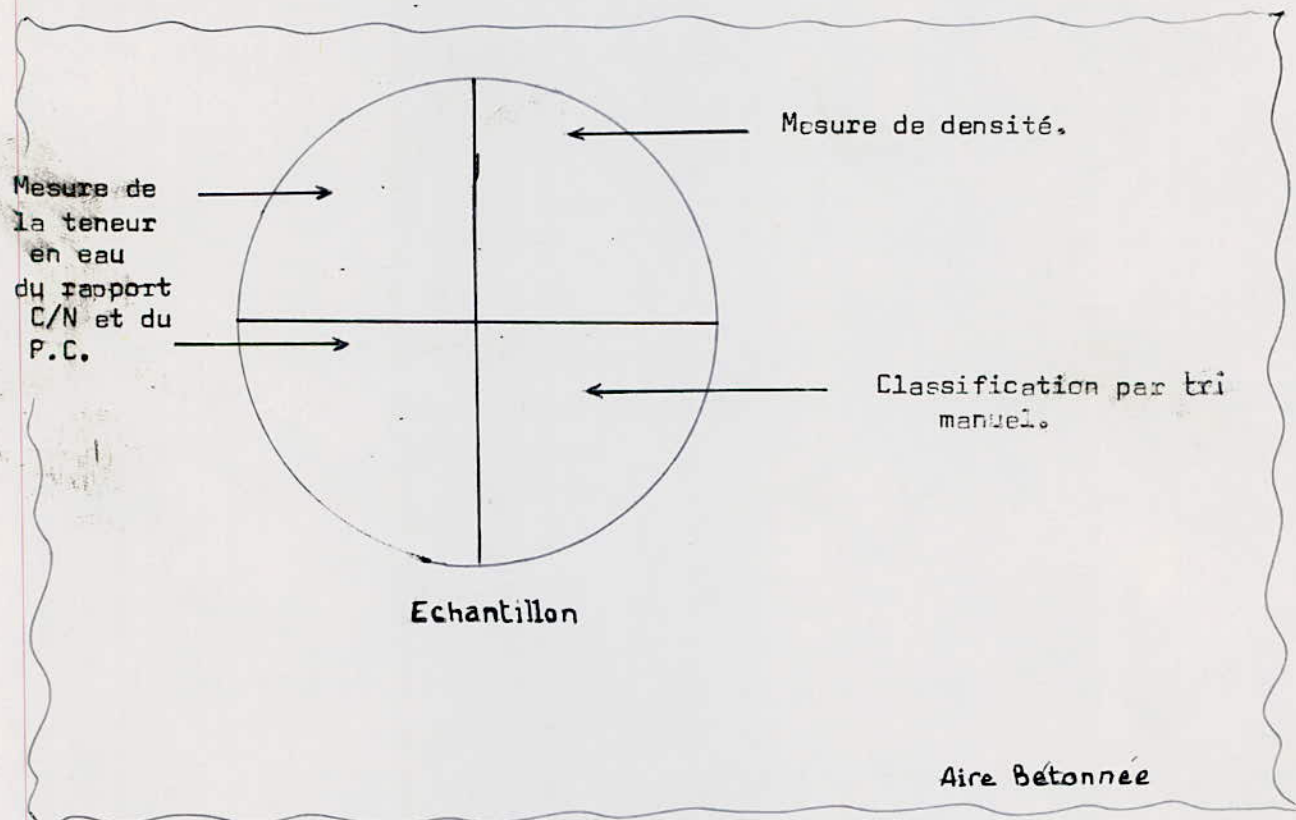 Mesure de densité.
Mesure de
la teneur
en eau
du rapport
C/N et du
P.C.
Classification par tri
manuel.
Echantillon
Aire Bétonnée